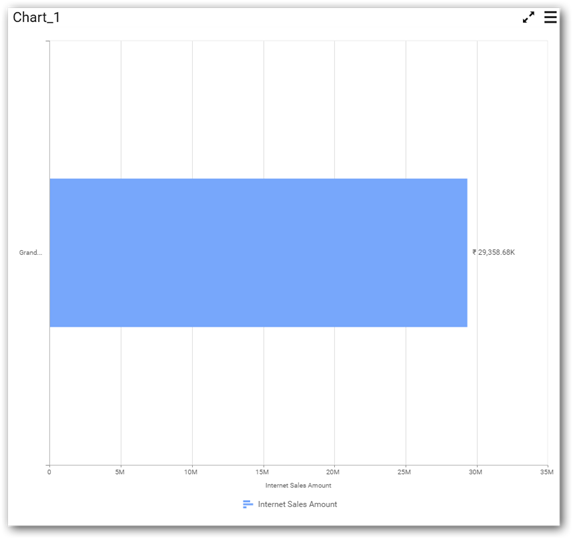 Chart_1
Grand...
₹ 29,358.68K
0 5M 10M 15M 20M 25M 30M 35M
Internet Sales Amount
Internet Sales Amount